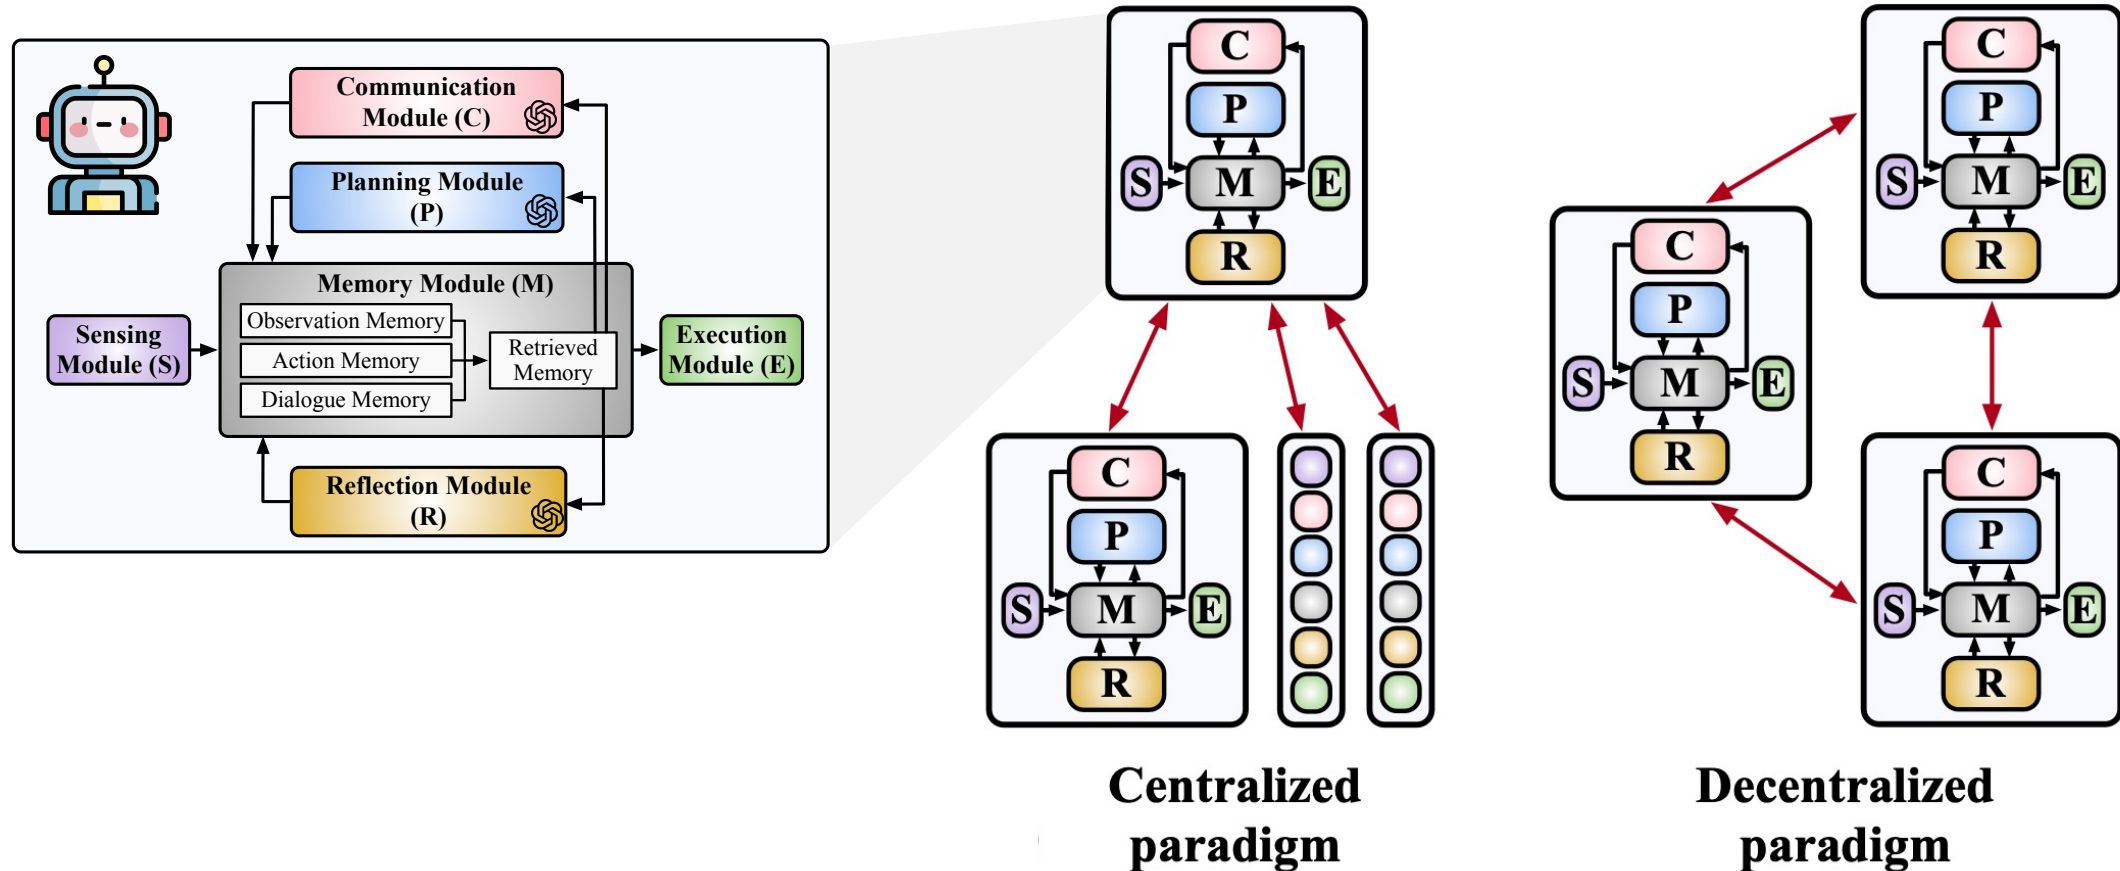 Communication
Module (C)
Planning Module
(P)
Memory Module (M)
Observation Memory
Action Memory
Dialogue Memory
Retrieved
Memory
Sensing
Module (S)
Execution
Module (E)
Reflection Module
(R)
C
P
S M E
R
C
P
S M E
R
Centralized
paradigm
C
P
S M E
R
C
P
S M E
R
C
P
S M E
R
Decentralized
paradigm